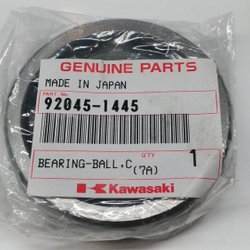 GENUINE PARTS
MADE IN JAPAN
PART No.
92045-1445
BEARING-BALL,C
QTY
(7A)
1
Kawasaki